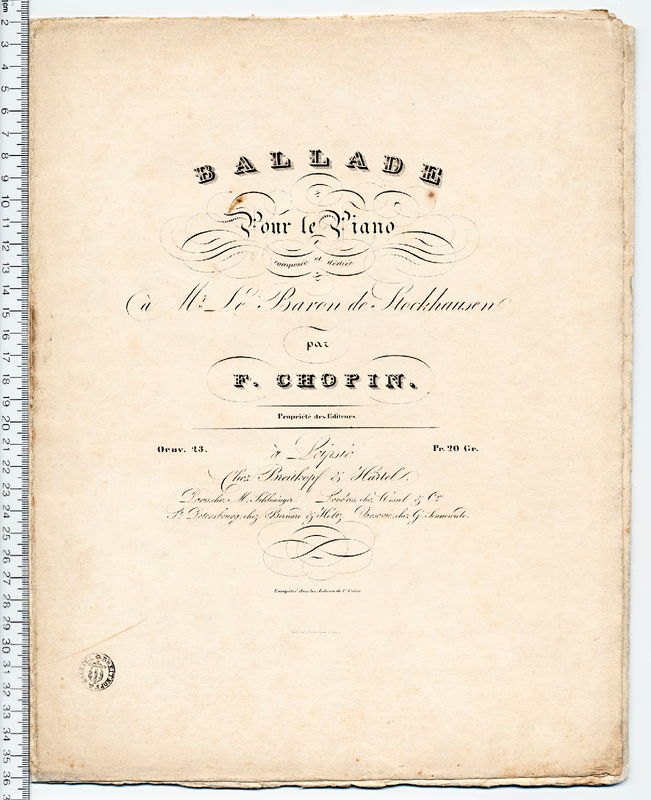 BALLADE
Pour le Piano
composée et dédiée
à Mr. Le Baron de Stockhausen
par
F. CHOPIN.
Propriété des Editeurs
Oeuv. 23. à Leipsic Pr. 20 Gr.
Chez Breitkopf & Härtel.
Paris, chez M. Schlesinger. Londres, chez Wessel & Co.
St. Petersbourg, chez Bernard & Holtz Varsovie, chez G. Sennewald.
Enregistré dans les Archives de l'Union